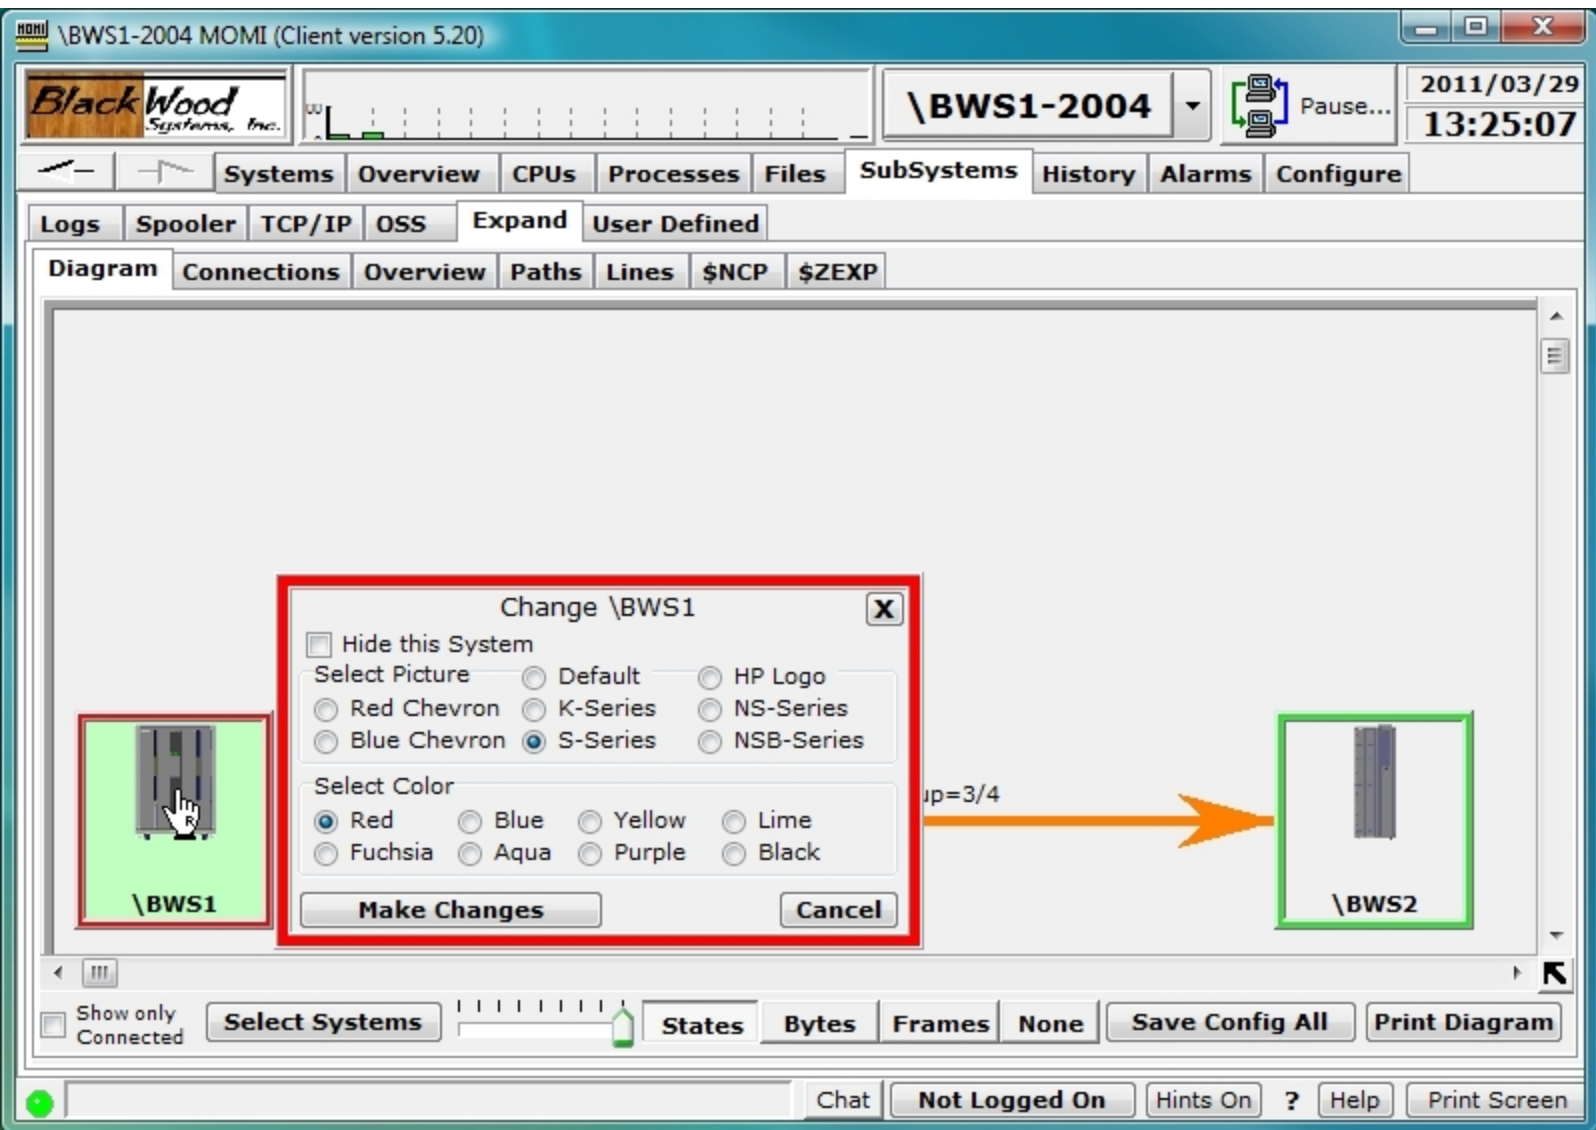 \BWS1-2004 MOMI (Client version 5.20)
BlackWood
Systems, Inc.
\BWS1-2004
Pause...
2011/03/29
13:25:07
Systems Overview CPUs Processes Files SubSystems History Alarms Configure
Logs Spooler TCP/IP OSS Expand User Defined
Diagram Connections Overview Paths Lines $NCP $ZEXP
Change \BWS1 X
Hide this System
Select Picture Default HP Logo
Red Chevron K-Series NS-Series
Blue Chevron S-Series NSB-Series
Select Color
Red Blue Yellow Lime
Fuchsia Aqua Purple Black
Make Changes Cancel
up=3/4
\BWS1
\BWS2
Show only
Connected
Select Systems States Bytes Frames None Save Config All Print Diagram
Chat Not Logged On Hints On ? Help Print Screen